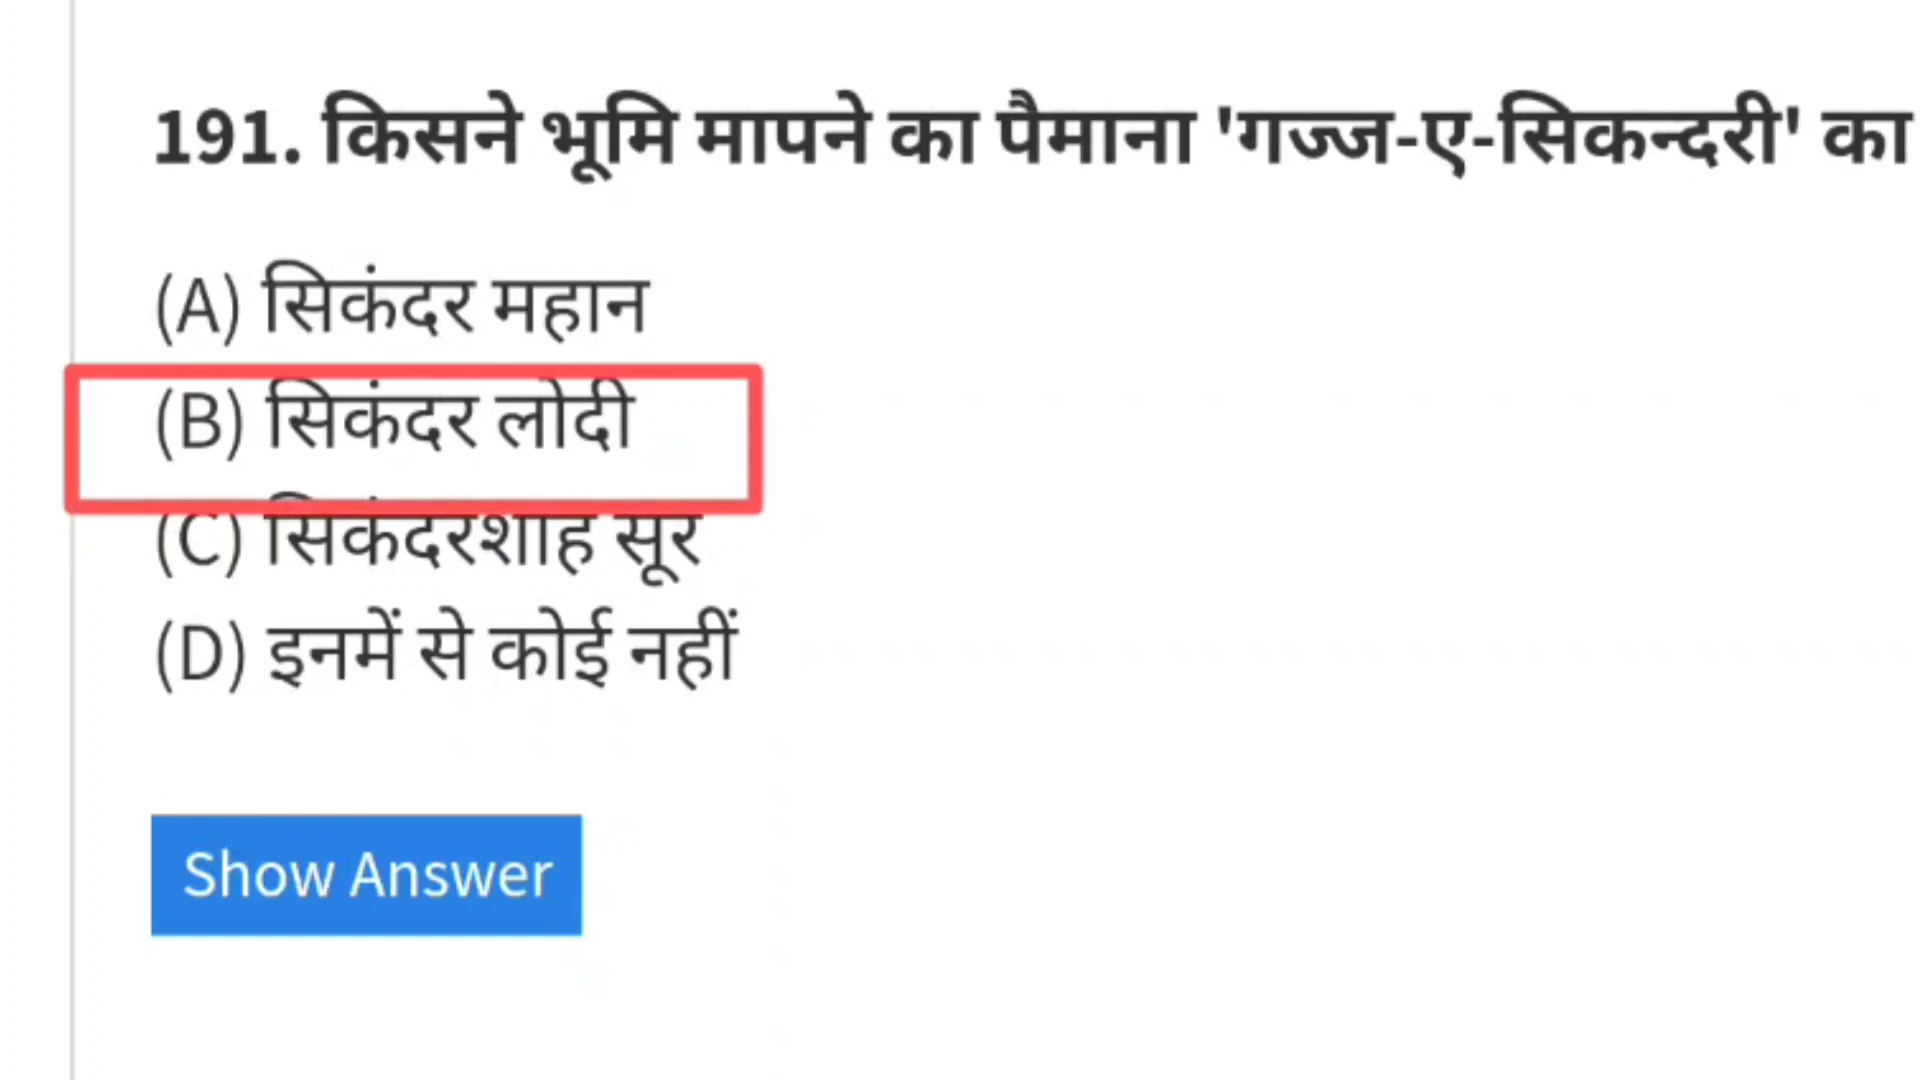 191. किसने भूमि मापने का पैमाना 'गज्ज-ए-सिकन्दरी' का
(A) सिकंदर महान
(B) सिकंदर लोदी
(C) सिकंदरशाह सूर
(D) इनमें से कोई नहीं
Show Answer